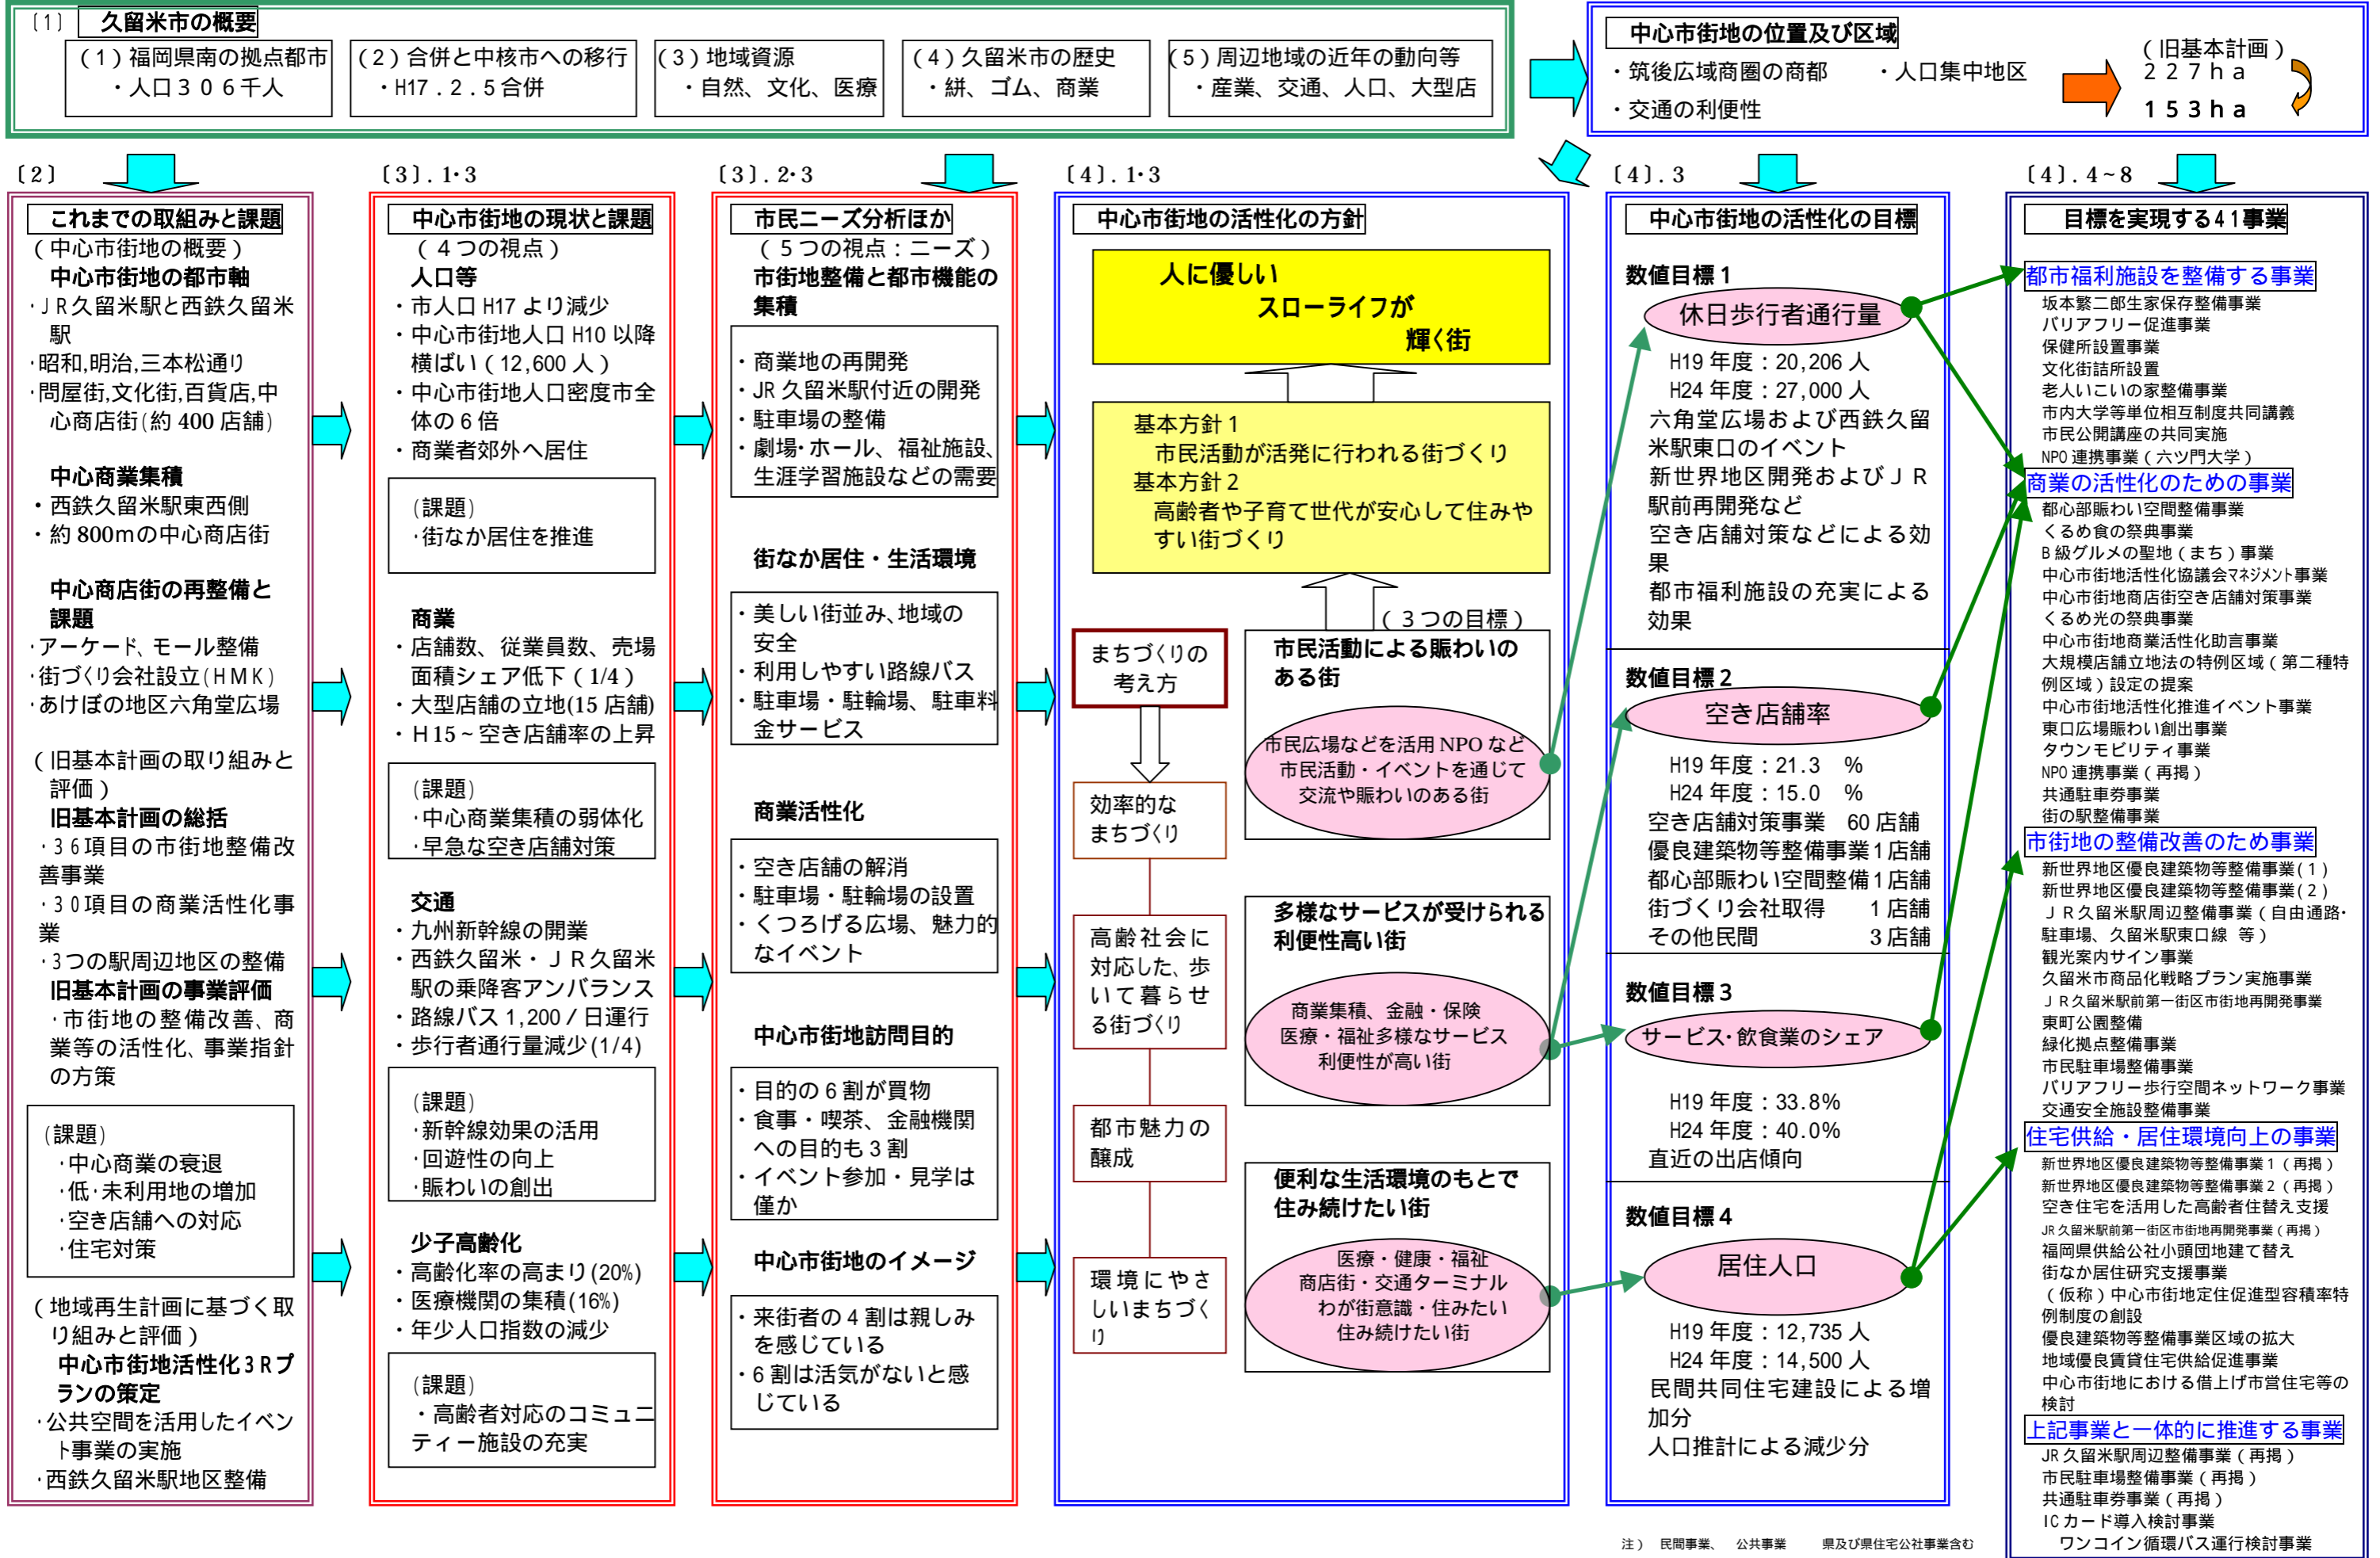 〔1〕 久留米市の概要
（1）福岡県南の拠点都市
・人口３０６千人
（2）合併と中核市への移行
・H17．2．5合併
（3）地域資源
・自然、文化、医療
（4）久留米市の歴史
・絣、ゴム、商業
（5）周辺地域の近年の動向等
・産業、交通、人口、大型店
中心市街地の位置及び区域
・筑後広域商圏の商都　・人口集中地区
・交通の利便性
（旧基本計画）
２２７ha
１５３ha
〔2〕
これまでの取組みと課題
（中心市街地の概要）
中心市街地の都市軸
・ＪＲ久留米駅と西鉄久留米
駅
・昭和,明治,三本松通り
・問屋街,文化街,百貨店,中
心商店街(約400店舗)
中心商業集積
・西鉄久留米駅東西側
・約800mの中心商店街
中心商店街の再整備と
課題
・アーケード、モール整備
・街づくり会社設立(HMK)
・あけぼの地区六角堂広場
（旧基本計画の取り組みと
評価）
旧基本計画の総括
・36項目の市街地整備改
善事業
・30項目の商業活性化事
業
・3つの駅周辺地区の整備
旧基本計画の事業評価
・市街地の整備改善、商
業等の活性化、事業指針
の方策
(課題)
・中心商業の衰退
・低・未利用地の増加
・空き店舗への対応
・住宅対策
（地域再生計画に基づく取
り組みと評価）
中心市街地活性化3Rプ
ランの策定
・公共空間を活用したイベン
ト事業の実施
・西鉄久留米駅地区整備
〔3〕．1・3
中心市街地の現状と課題
（４つの視点）
人口等
・市人口H17より減少
・中心市街地人口H10以降
横ばい（12,600人）
・中心市街地人口密度市全
体の6倍
・商業者郊外へ居住
(課題)
・街なか居住を推進
商業
・店舗数、従業員数、売場
面積シェア低下（1/4）
・大型店舗の立地(15店舗)
・Ｈ15～空き店舗率の上昇
(課題)
・中心商業集積の弱体化
・早急な空き店舗対策
交通
・九州新幹線の開業
・西鉄久留米・ＪＲ久留米
駅の乗降客アンバランス
・路線バス1,200／日運行
・歩行者通行量減少(1/4)
(課題)
・新幹線効果の活用
・回遊性の向上
・賑わいの創出
少子高齢化
・高齢化率の高まり(20%)
・医療機関の集積(16%)
・年少人口指数の減少
(課題)
・高齢者対応のコミュニ
ティー施設の充実
〔3〕．2・3
市民ニーズ分析ほか
（５つの視点：ニーズ）
市街地整備と都市機能の
集積
・商業地の再開発
・JR久留米駅付近の開発
・駐車場の整備
・劇場・ホール、福祉施設、
生涯学習施設などの需要
街なか居住・生活環境
・美しい街並み、地域の
安全
・利用しやすい路線バス
・駐車場・駐輪場、駐車料
金サービス
商業活性化
・空き店舗の解消
・駐車場・駐輪場の設置
・くつろげる広場、魅力的
なイベント
中心市街地訪問目的
・目的の6割が買物
・食事・喫茶、金融機関
への目的も3割
・イベント参加・見学は
僅か
中心市街地のイメージ
・来街者の4割は親しみ
を感じている
・6割は活気がないと感
じている
〔4〕．1・3
中心市街地の活性化の方針
人に優しい
スローライフが
輝く街
基本方針1
市民活動が活発に行われる街づくり
基本方針2
高齢者や子育て世代が安心して住みや
すい街づくり
（３つの目標）
まちづくりの
考え方
効率的な
まちづくり
高齢社会に
対応した、歩
いて暮らせ
る街づくり
都市魅力の
醸成
環境にやさ
しいまちづく
り
市民活動による賑わいの
ある街
市民広場などを活用NPOなど
市民活動・イベントを通じて
交流や賑わいのある街
多様なサービスが受けられる
利便性高い街
商業集積、金融・保険
医療・福祉多様なサービス
利便性が高い街
便利な生活環境のもとで
住み続けたい街
医療・健康・福祉
商店街・交通ターミナル
わが街意識・住みたい
住み続けたい街
〔4〕．3
中心市街地の活性化の目標
数値目標1
休日歩行者通行量
H19年度：20,206人
H24年度：27,000人
六角堂広場および西鉄久留
米駅東口のイベント
新世界地区開発およびＪＲ
駅前再開発など
空き店舗対策などによる効
果
都市福利施設の充実による
効果
数値目標2
空き店舗率
H19年度：21.3　%
H24年度：15.0　%
空き店舗対策事業　60店舗
優良建築物等整備事業1店舗
都心部賑わい空間整備1店舗
街づくり会社取得　1店舗
その他民間　3店舗
数値目標3
サービス・飲食業のシェア
H19年度：33.8%
H24年度：40.0%
直近の出店傾向
数値目標4
居住人口
H19年度：12,735人
H24年度：14,500人
民間共同住宅建設による増
加分
人口推計による減少分
〔4〕．4～8
目標を実現する41事業
都市福利施設を整備する事業
坂本繁二郎生家保存整備事業
バリアフリー促進事業
保健所設置事業
文化街詰所設置
老人いこいの家整備事業
市内大学等単位相互制度共同講義
市民公開講座の共同実施
NPO連携事業（六ツ門大学）
商業の活性化のための事業
都心部賑わい空間整備事業
くるめ食の祭典事業
B級グルメの聖地（まち）事業
中心市街地活性化協議会マネジメント事業
中心市街地商店街空き店舗対策事業
くるめ光の祭典事業
中心市街地商業活性化助言事業
大規模店舗立地法の特例区域（第二種特
例区域）設定の提案
中心市街地活性化推進イベント事業
東口広場賑わい創出事業
タウンモビリティ事業
NPO連携事業（再掲）
共通駐車券事業
街の駅整備事業
市街地の整備改善のため事業
新世界地区優良建築物等整備事業(1)
新世界地区優良建築物等整備事業(2)
ＪＲ久留米駅周辺整備事業（自由通路・
駐車場、久留米駅東口線　等）
観光案内サイン事業
久留米市商品化戦略プラン実施事業
ＪＲ久留米駅前第一街区市街地再開発事業
東町公園整備
緑化拠点整備事業
市民駐車場整備事業
バリアフリー歩行空間ネットワーク事業
交通安全施設整備事業
住宅供給・居住環境向上の事業
新世界地区優良建築物等整備事業1（再掲）
新世界地区優良建築物等整備事業2（再掲）
空き住宅を活用した高齢者住替え支援
JR久留米駅前第一街区市街地再開発事業（再掲）
福岡県供給公社小頭団地建て替え
街なか居住研究支援事業
（仮称）中心市街地定住促進型容積率特
例制度の創設
優良建築物等整備事業区域の拡大
地域優良賃貸住宅供給促進事業
中心市街地における借上げ市営住宅等の
検討
上記事業と一体的に推進する事業
JR久留米駅周辺整備事業（再掲）
市民駐車場整備事業（再掲）
共通駐車券事業（再掲）
ICカード導入検討事業
ワンコイン循環バス運行検討事業
注）　民間事業、　公共事業　　県及び県住宅公社事業含む